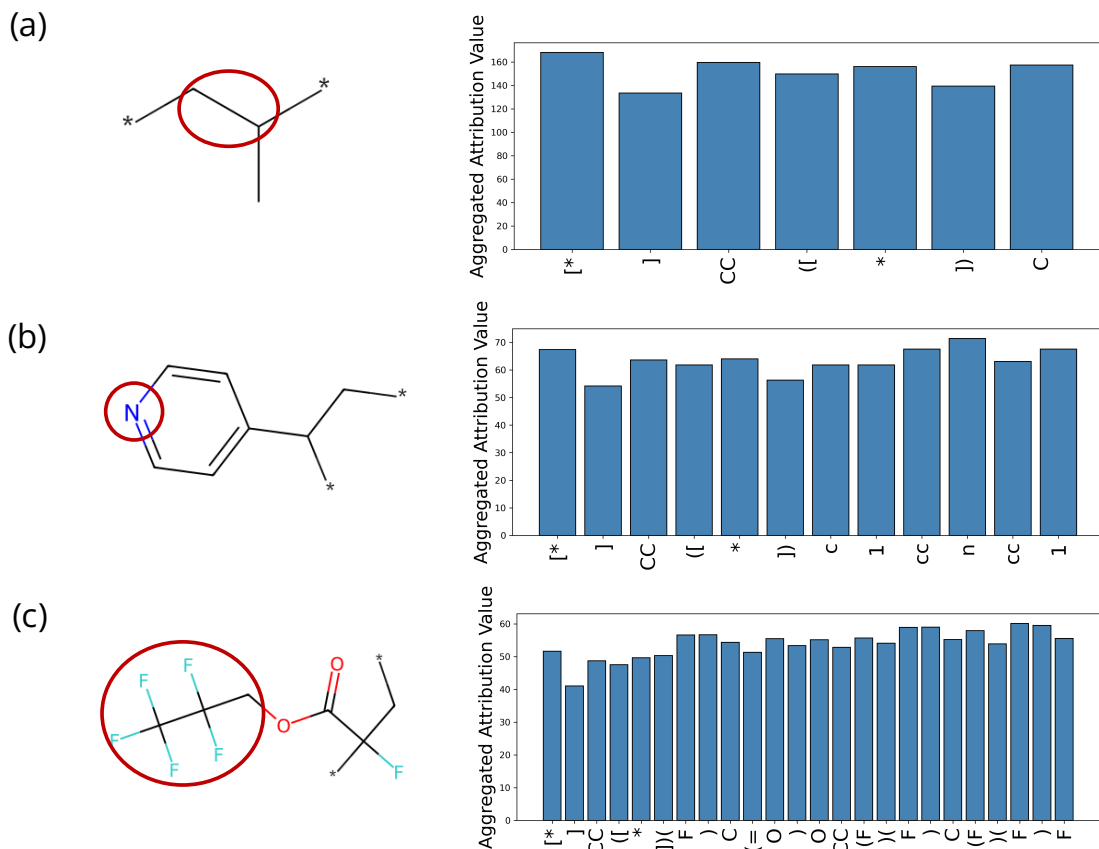 (a)
*
*
Aggregated Attribution Value
160
140
120
100
80
60
40
20
0
[*
]
CC
([
*
])
C
(b)
N
*
*
Aggregated Attribution Value
70
60
50
40
30
20
10
0
[*
]
CC
([
*
])
c
1
cc
n
cc
1
(c)
F
F
F
F
F
O
O
*
*
F
Aggregated Attribution Value
60
50
40
30
20
10
0
[*
]
CC
([
*
])(
F
)
C
(=
O
)
O
CC
(F
)(
F
)
C
(F
)(
F
)
F